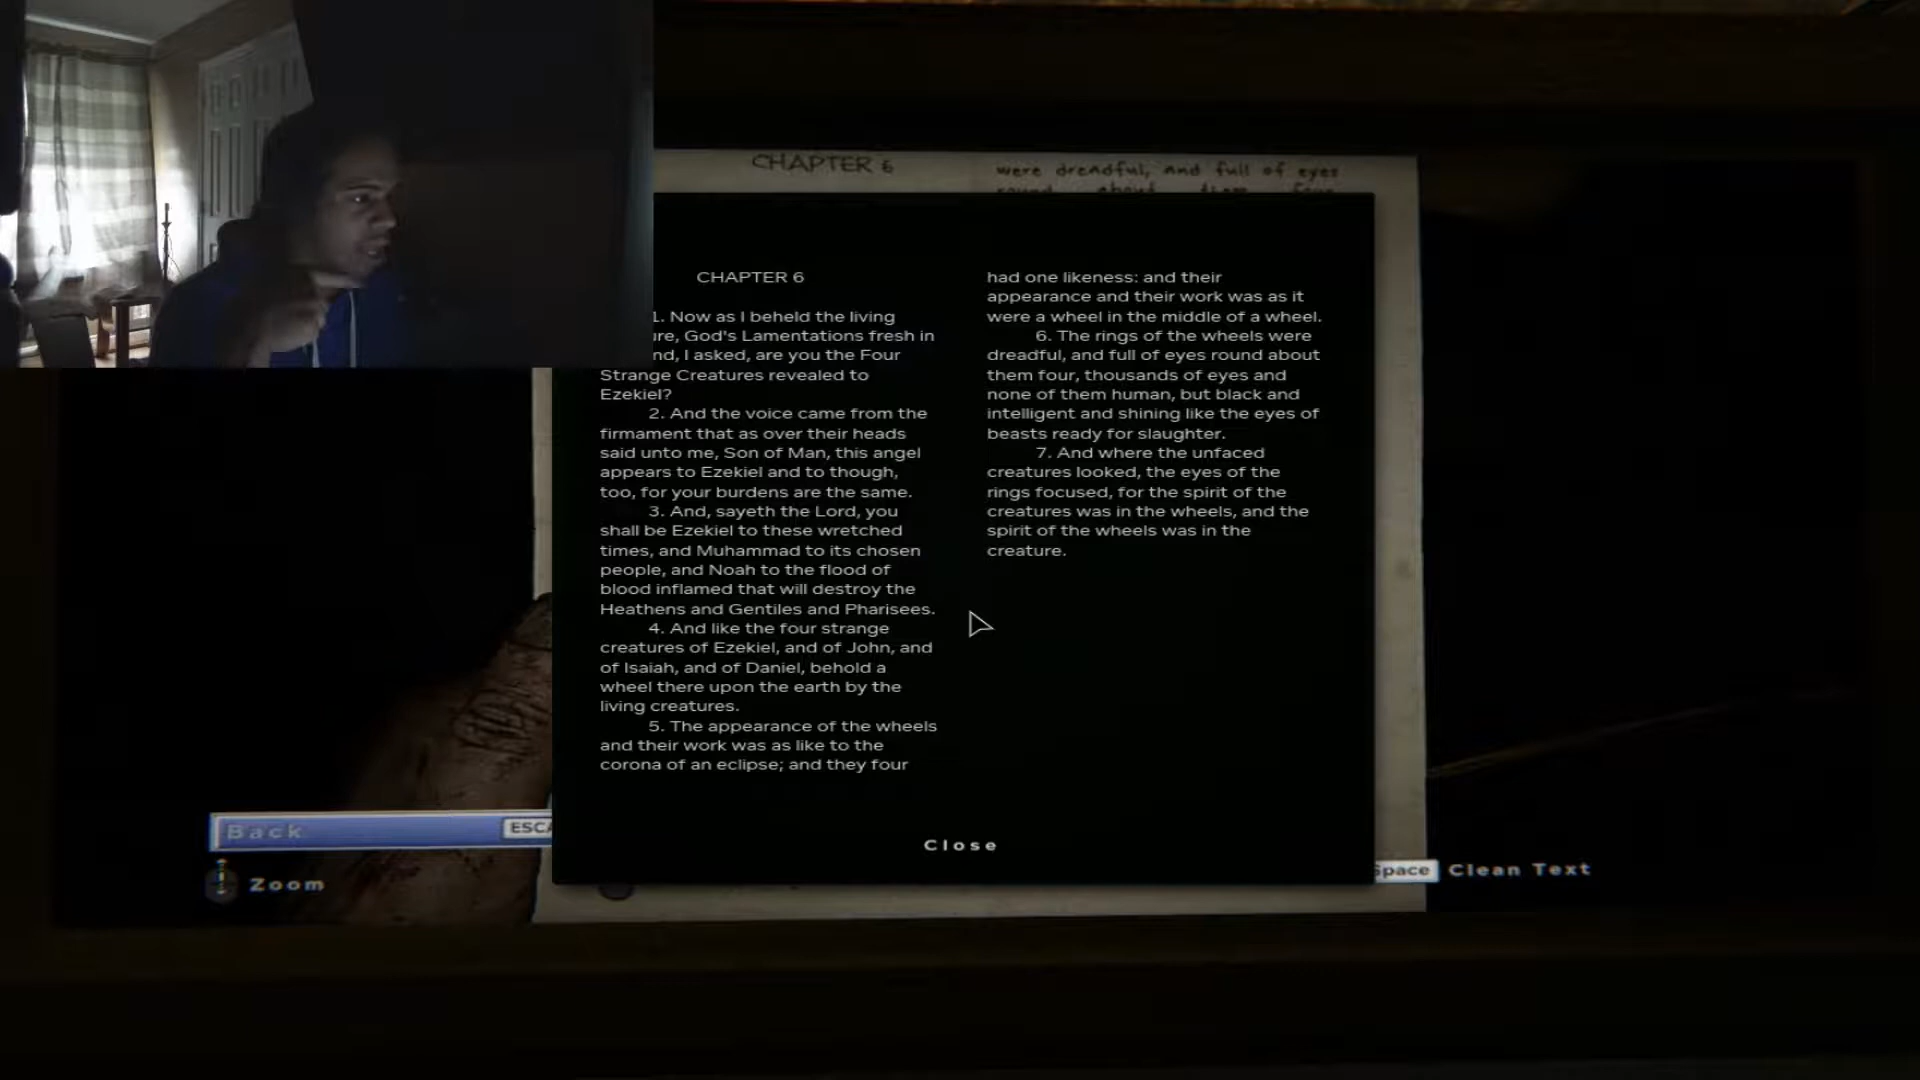 CHAPTER 6
were dreadful, and full of eyes
CHAPTER 6
1. Now as I beheld the living
God's Lamentations fresh in
I asked, are you the Four
Strange Creatures revealed to
Ezekiel?
2. And the voice came from the
firmament that as over their heads
said unto me, Son of Man, this angel
appears to Ezekiel and to though,
too, for your burdens are the same.
3. And, sayeth the Lord, you
shall be Ezekiel to these wretched
times, and Muhammad to its chosen
people, and Noah to the flood of
blood inflamed that will destroy the
Heathens and Gentiles and Pharisees.
4. And like the four strange
creatures of Ezekiel, and of John, and
of Isaiah, and of Daniel, behold a
wheel there upon the earth by the
living creatures.
5. The appearance of the wheels
and their work was as like to the
corona of an eclipse; and they four
had one likeness: and their
appearance and their work was as it
were a wheel in the middle of a wheel.
6. The rings of the wheels were
dreadful, and full of eyes round about
them four, thousands of eyes and
none of them human, but black and
intelligent and shining like the eyes of
beasts ready for slaughter.
7. And where the unfaced
creatures looked, the eyes of the
rings focused, for the spirit of the
creatures was in the wheels, and the
spirit of the wheels was in the
creature.
Close
Back
Zoom
Space Clean Text